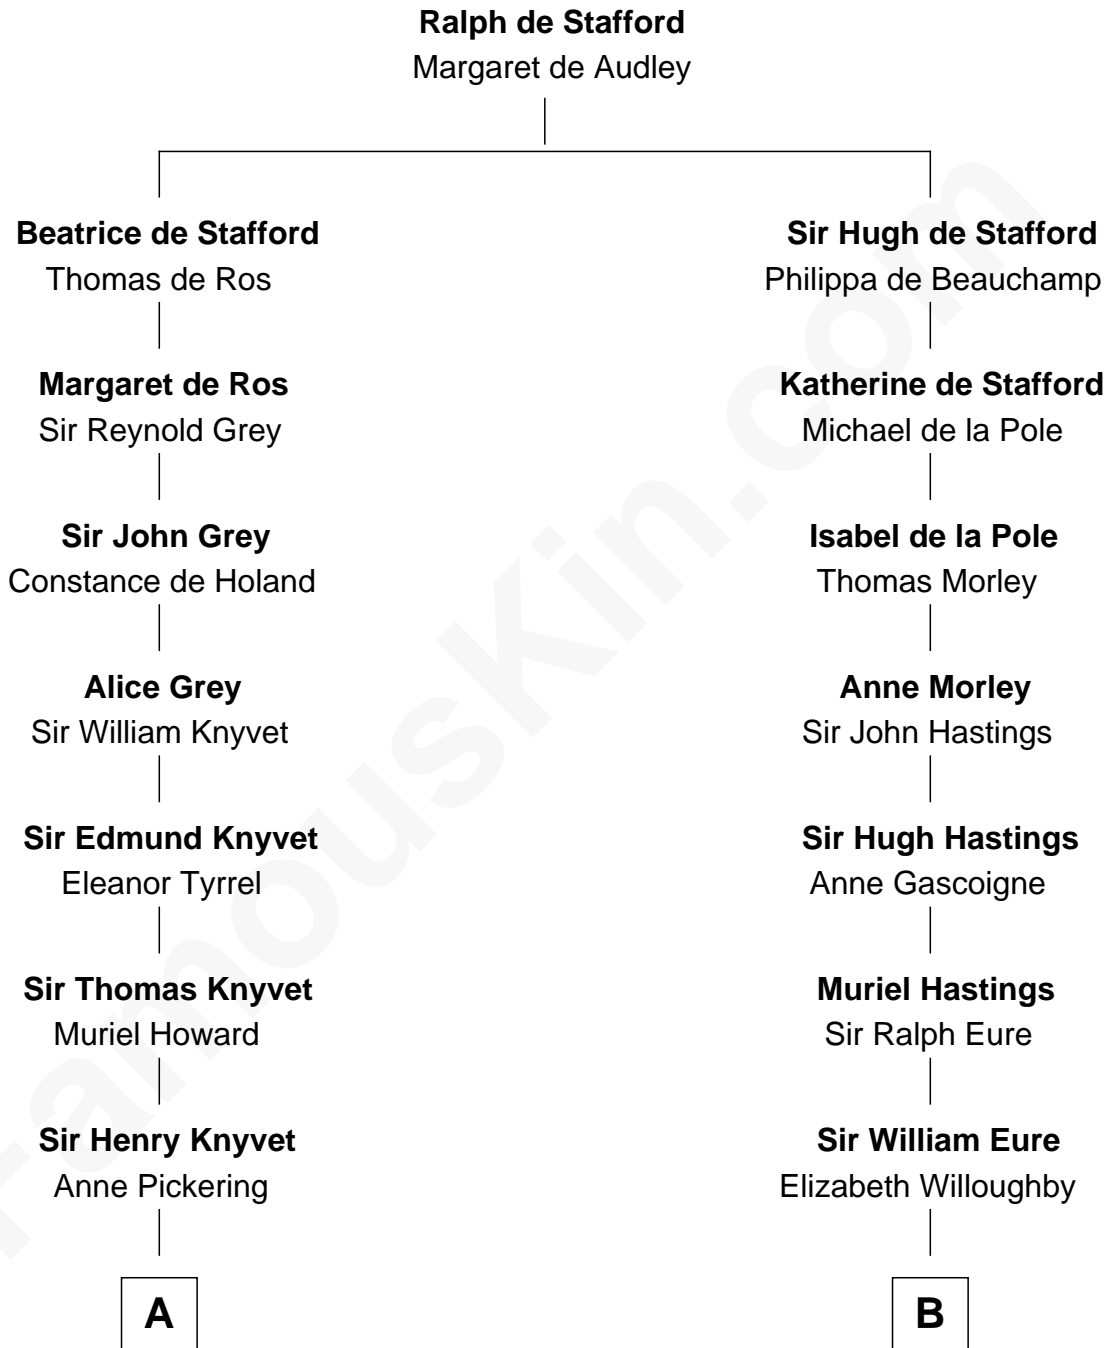 Ralph de Stafford
Margaret de Audley
Beatrice de Stafford
Thomas de Ros
Sir Hugh de Stafford
Philippa de Beauchamp
Margaret de Ros
Sir Reynold Grey
Katherine de Stafford
Michael de la Pole
Sir John Grey
Constance de Holand
Isabel de la Pole
Thomas Morley
Alice Grey
Sir William Knyvet
Anne Morley
Sir John Hastings
Sir Edmund Knyvet
Eleanor Tyrrel
Sir Hugh Hastings
Anne Gascoigne
Sir Thomas Knyvet
Muriel Howard
Muriel Hastings
Sir Ralph Eure
Sir Henry Knyvet
Anne Pickering
Sir William Eure
Elizabeth Willoughby
A
B
FamousKin.com